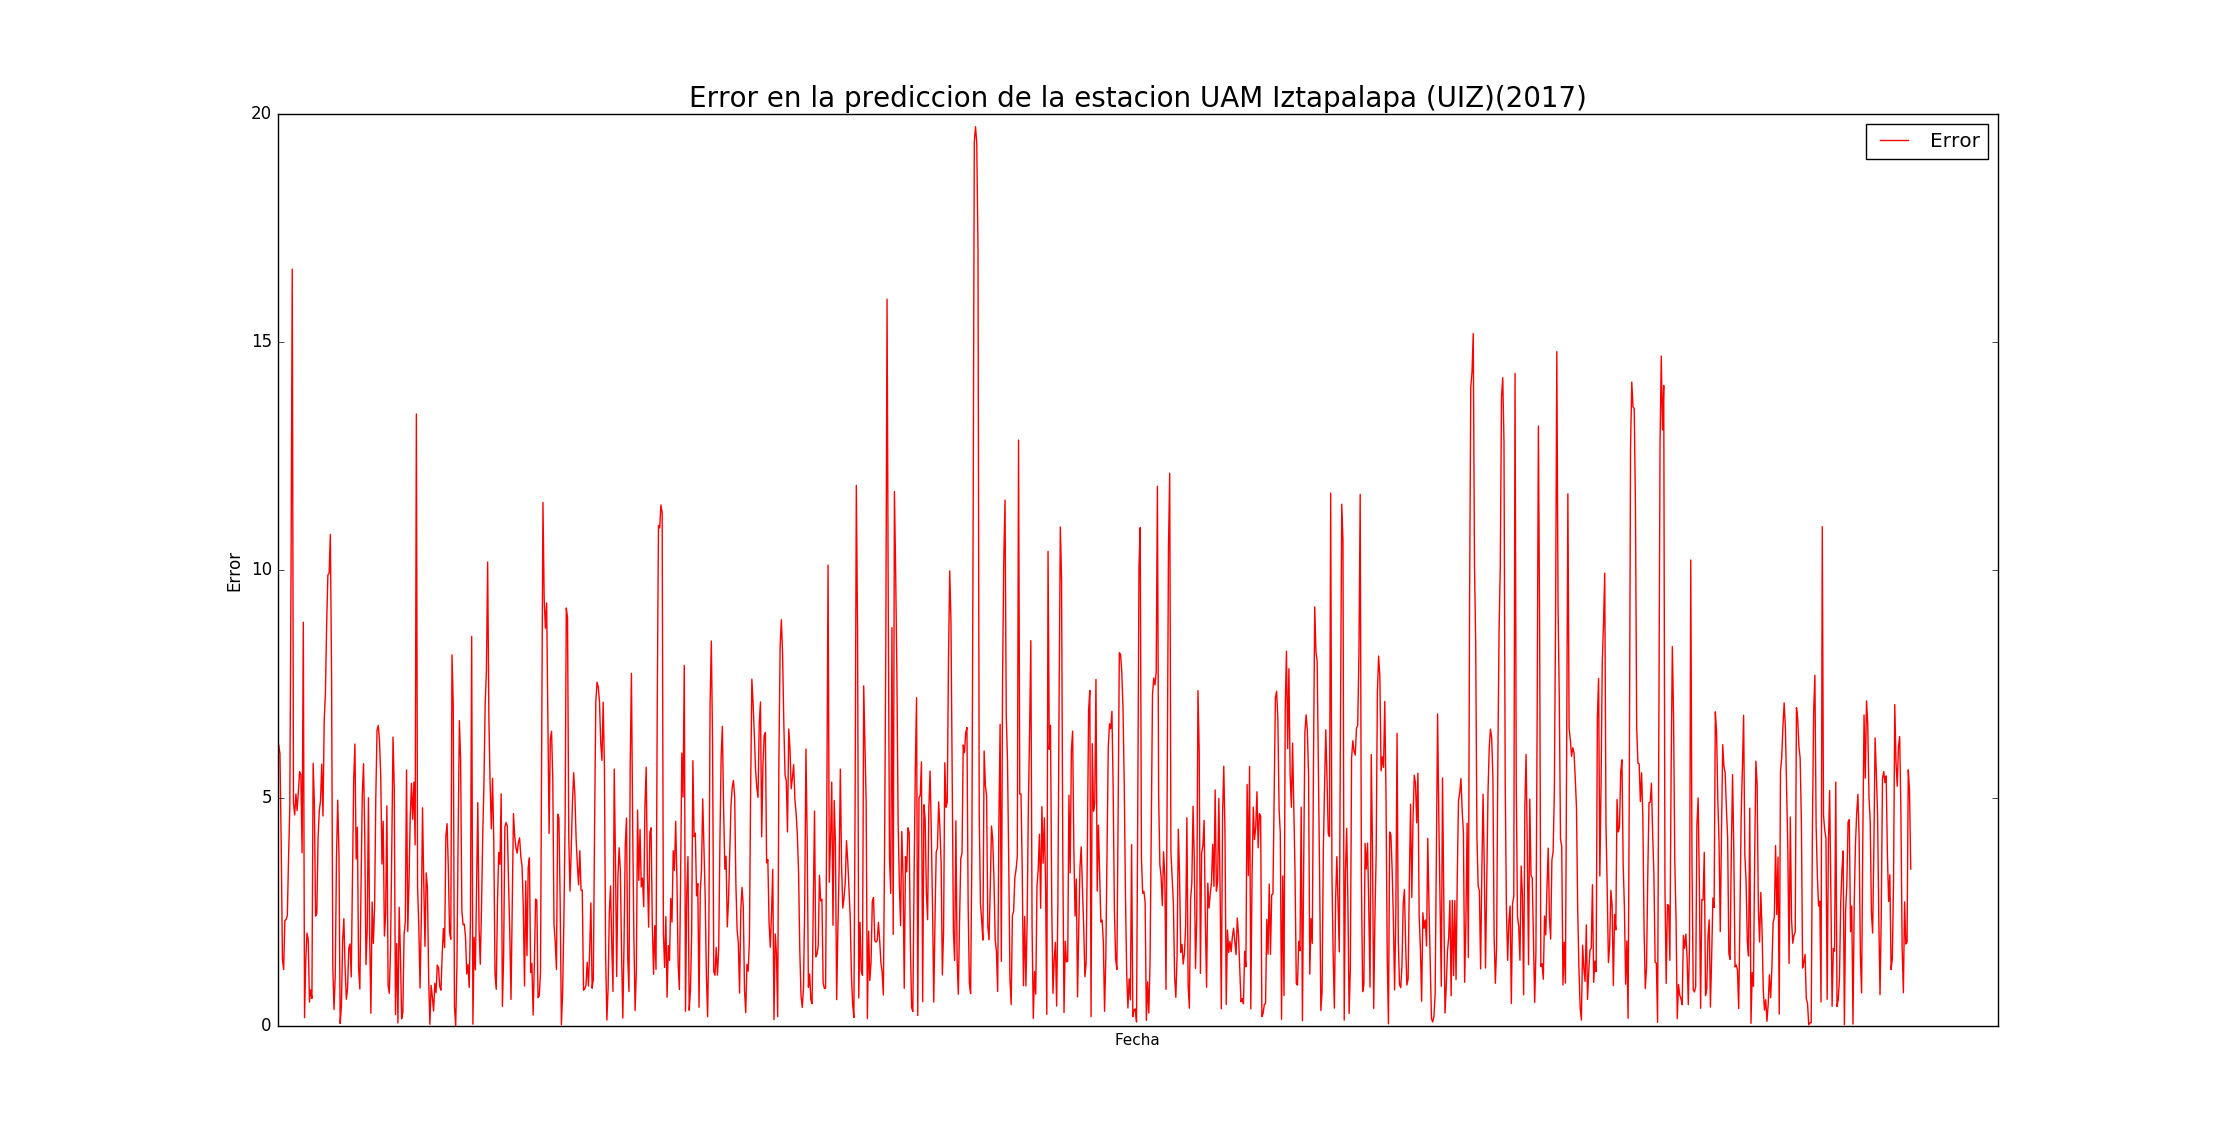 Error en la prediccion de la estacion UAM Iztapalapa (UIZ)(2017)
20
Error
15
10
Error
5
0
Fecha